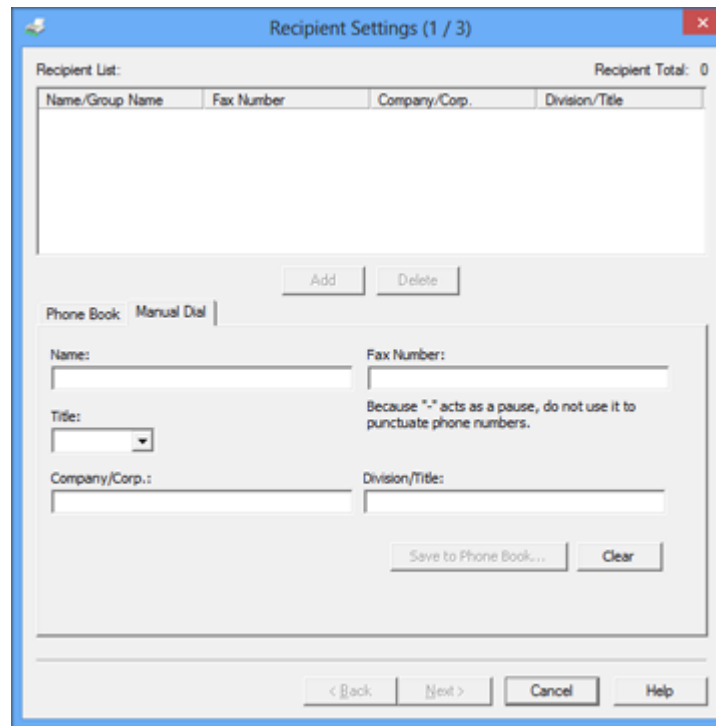 Recipient Settings (1 / 3)
Recipient List: Recipient Total: 0
Name/Group Name Fax Number Company/Corp. Division/Title
Add Delete
Phone Book Manual Dial
Name: Fax Number:
Because "-" acts as a pause, do not use it to
punctuate phone numbers.
Title:
Company/Corp.: Division/Title:
Save to Phone Book... Clear
< Back Next > Cancel Help